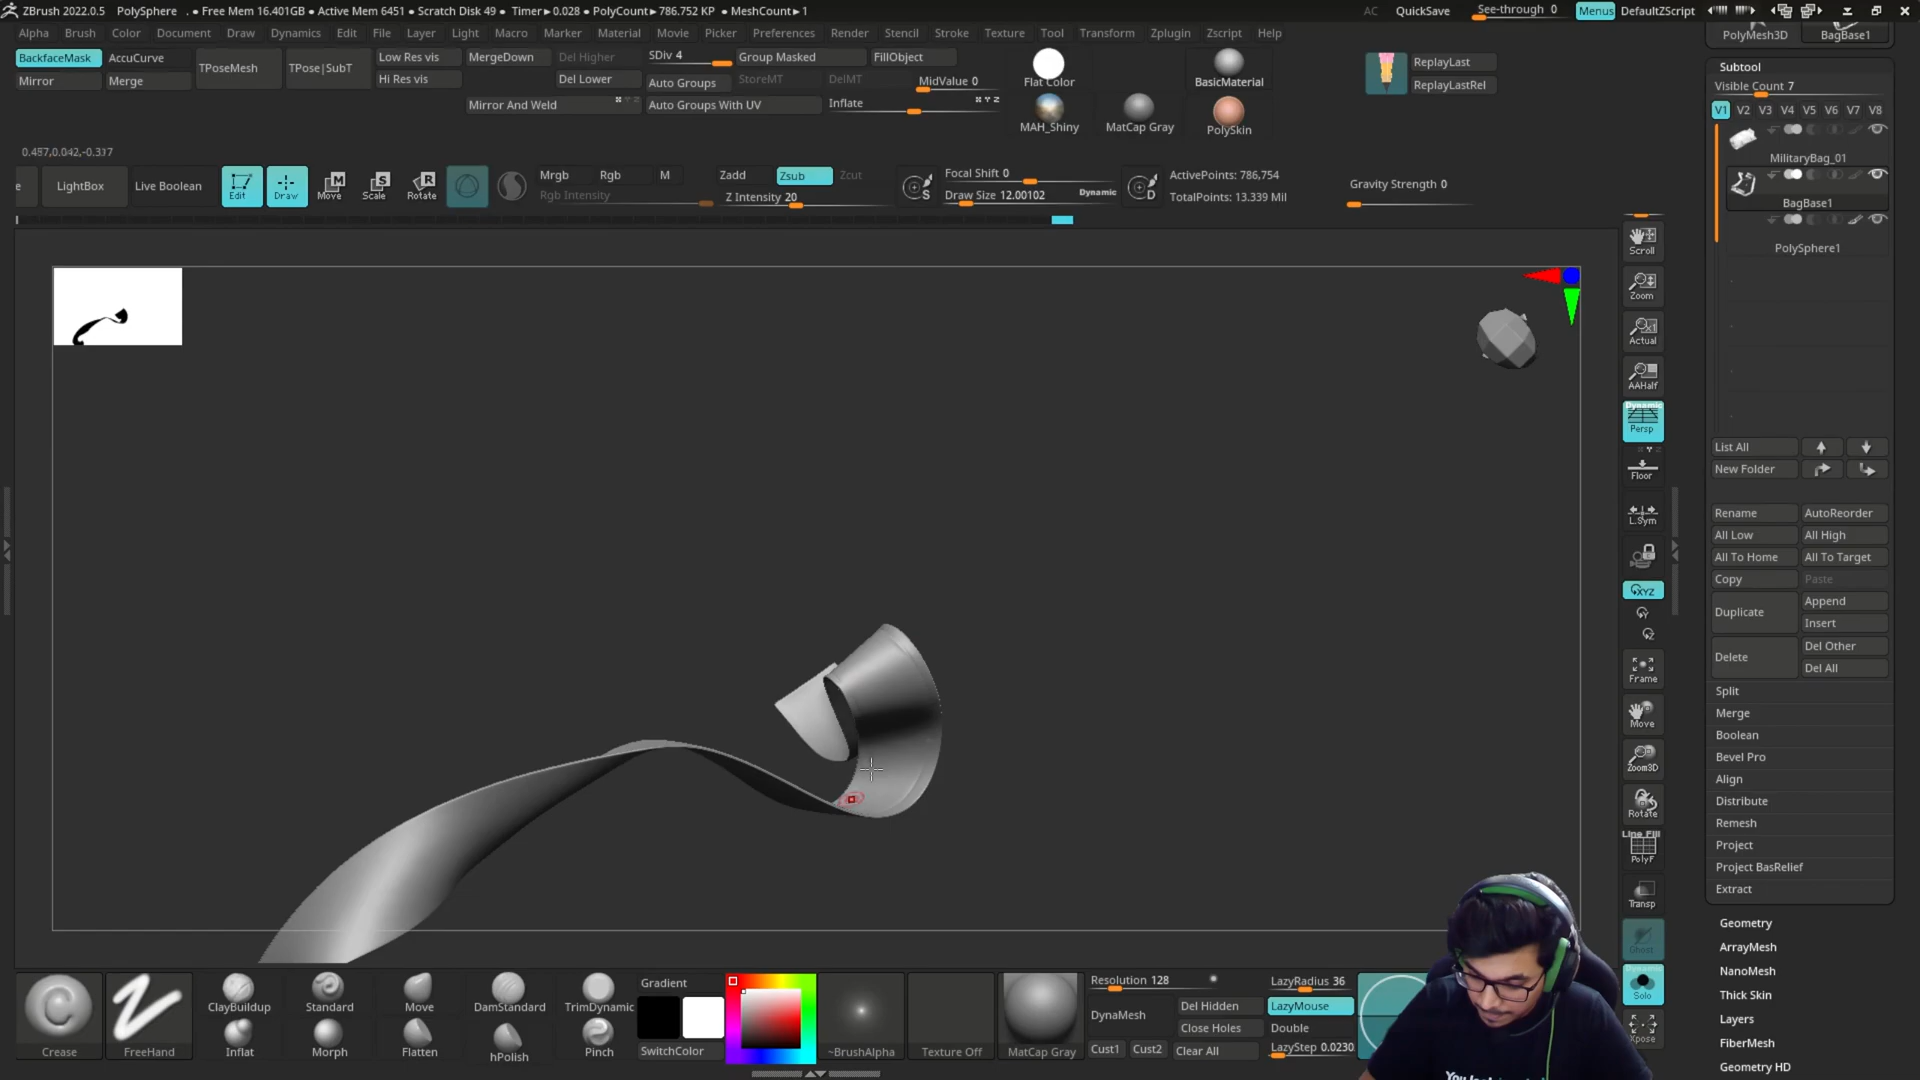 ZBrush 2022.0.5 PolySphere . ● Free Mem 16.401GB ● Active Mem 6451 ● Scratch Disk 49 ● Timer▸0.028 ● PolyCount▸786.752 KP ● MeshCount▸1 AC QuickSave See-through 0 Menus DefaultZScript
Alpha Brush Color Document Draw Dynamics Edit File Layer Light Macro Marker Material Movie Picker Preferences Render Stencil Stroke Texture Tool Transform Zplugin Zscript Help
PolyMesh3D BagBase1
BackfaceMask AccuCurve TPoseMesh TPose|SubT Low Res vis MergeDown Del Higher SDiv 4 Group Masked FillObject
Mirror Merge Hi Res vis Del Lower Auto Groups StoreMT DelMT MidValue 0
Mirror And Weld Auto Groups With UV Inflate
Flat Color BasicMaterial ReplayLast
ReplayLastRel
MAH_Shiny MatCap Gray PolySkin
Subtool
Visible Count 7
V1 V2 V3 V4 V5 V6 V7 V8
MilitaryBag_01
BagBase1
PolySphere1
0.457,0.042,-0.317
e LightBox Live Boolean Edit Draw Move Scale Rotate Mrgb Rgb M Zadd Zsub Zcut Focal Shift 0 ActivePoints: 786,754 Gravity Strength 0
Rgb Intensity Z Intensity 20 S Draw Size 12.00102 Dynamic D TotalPoints: 13.339 Mil
Scroll
Zoom
Actual
AAHalf
Dynamic
Persp
Floor
L.Sym
XYZ
Frame
Move
Zoom3D
Rotate
Line Fill
PolyF
Transp
Ghost
Dynamic
Solo
Xpose
List All
New Folder
Rename AutoReorder
All Low All High
All To Home All To Target
Copy Paste
Duplicate Append
Insert
Delete Del Other
Del All
Split
Merge
Boolean
Bevel Pro
Align
Distribute
Remesh
Project
Project BasRelief
Extract
Geometry
ArrayMesh
NanoMesh
Thick Skin
Layers
FiberMesh
Geometry HD
Crease FreeHand ClayBuildup Standard Move DamStandard TrimDynamic
Inflat Morph Flatten hPolish Pinch
Gradient
SwitchColor
~BrushAlpha Texture Off MatCap Gray
Resolution 128 LazyRadius 36
DynaMesh Del Hidden LazyMouse
Close Holes Double
Cust1 Cust2 Clear All LazyStep 0.0230